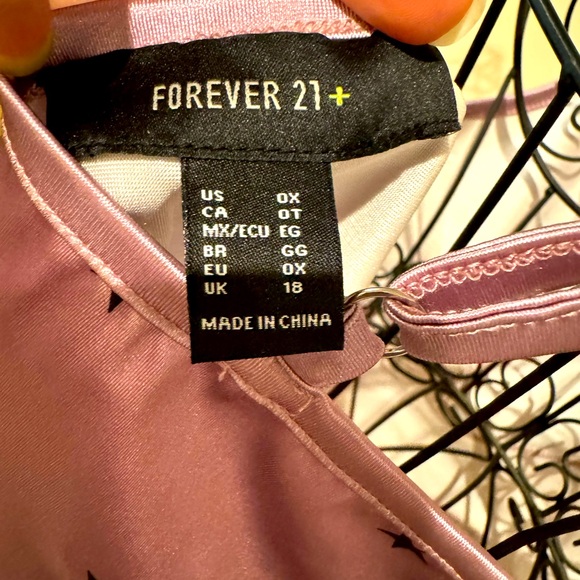 FOREVER 21+
US 0X
CA 0T
MX/ECU EG
BR GG
EU 0X
UK 18
MADE IN CHINA